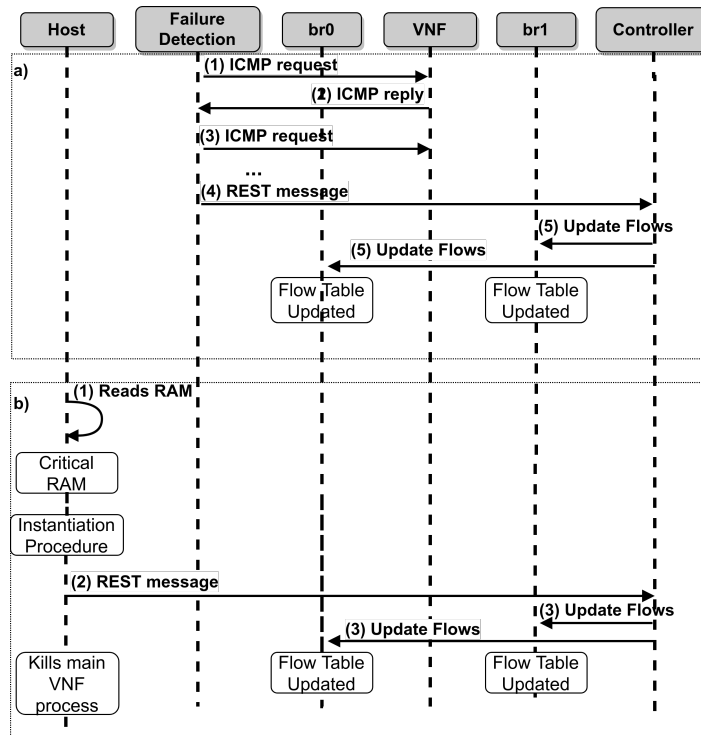 Host
Failure
Detection
br0
VNF
br1
Controller
a)
(1) ICMP request
(2) ICMP reply
(3) ICMP request
...
(4) REST message
(5) Update Flows
(5) Update Flows
Flow Table
Updated
Flow Table
Updated
b)
(1) Reads RAM
Critical
RAM
Instantiation
Procedure
(2) REST message
(3) Update Flows
(3) Update Flows
Kills main
VNF
process
Flow Table
Updated
Flow Table
Updated